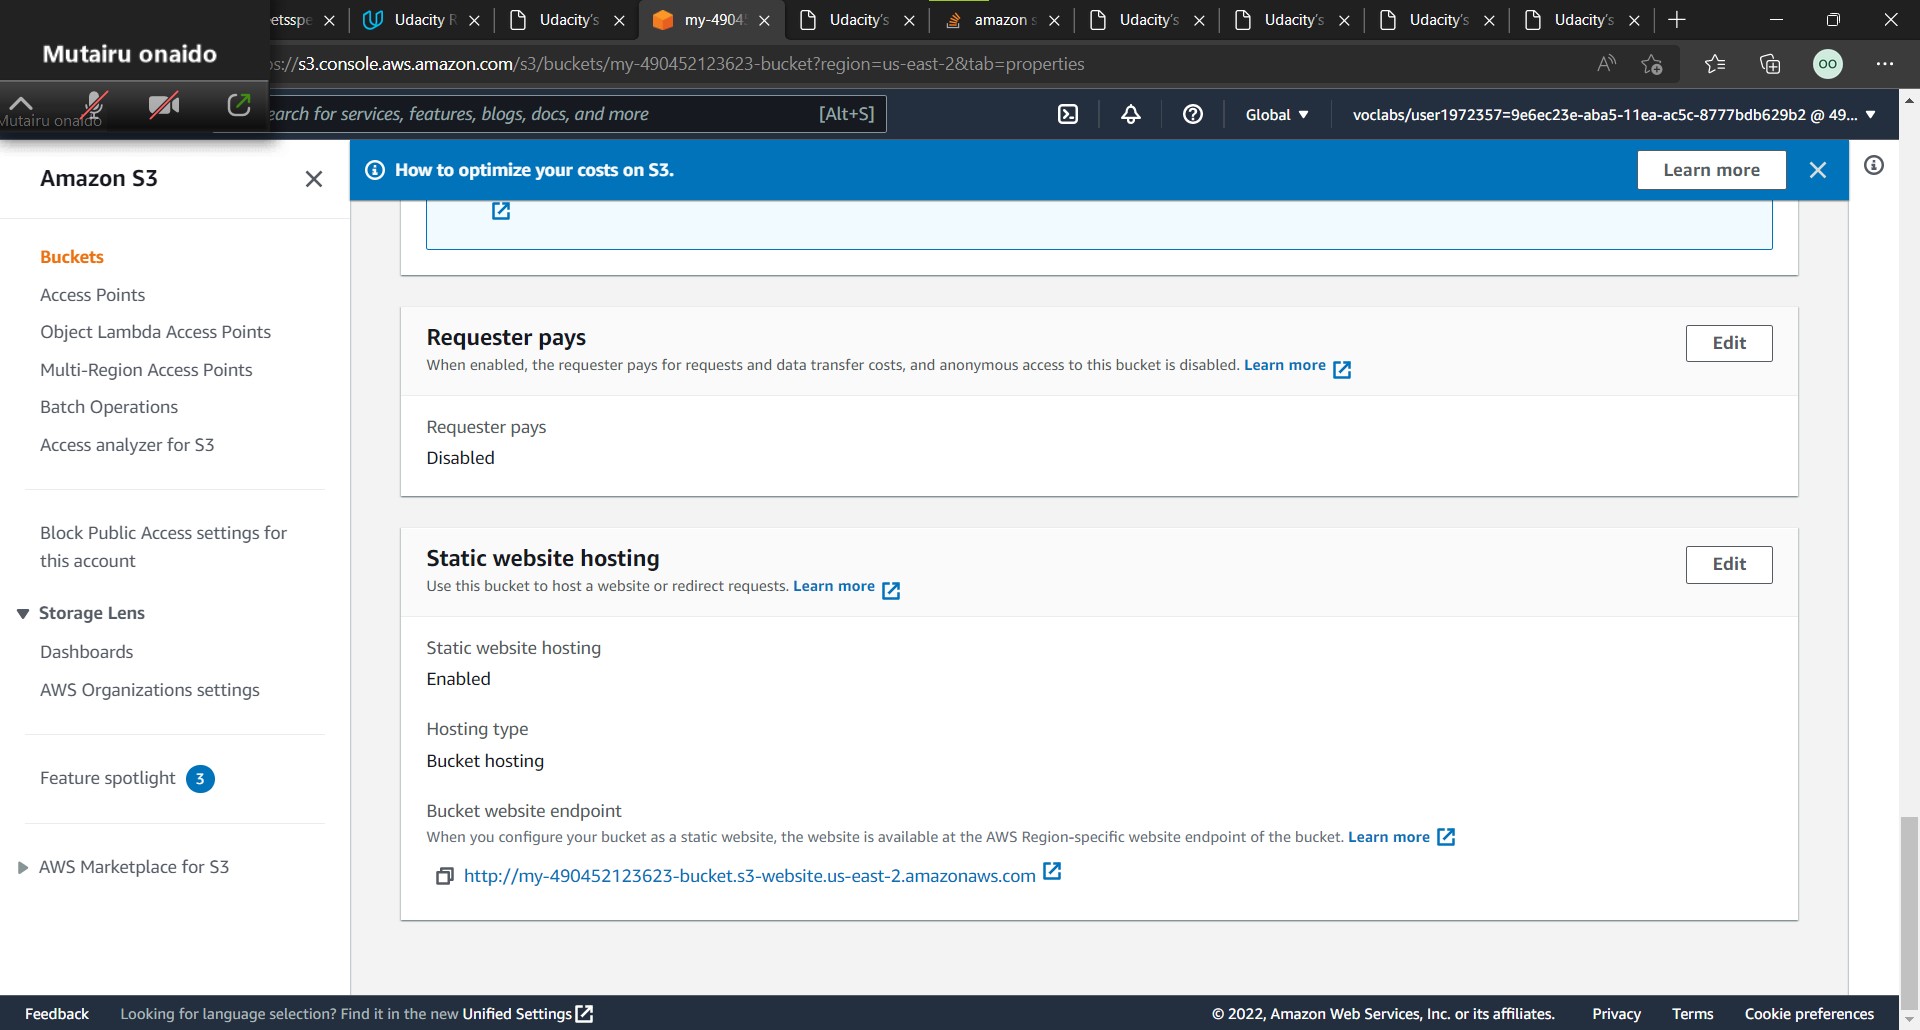 etsspe
Udacity R
Udacity's
my-4904
Udacity's
amazon s
Udacity's
Udacity's
Udacity's
Udacity's
Mutairu onaido
s://s3.console.aws.amazon.com/s3/buckets/my-490452123623-bucket?region=us-east-2&tab=properties
OO
Mutairu onaido
earch for services, features, blogs, docs, and more
[Alt+S]
Global
voclabs/user1972357=9e6ec23e-aba5-11ea-ac5c-8777bdb629b2 @ 49...
Amazon S3
How to optimize your costs on S3.
Learn more
Buckets
Access Points
Object Lambda Access Points
Multi-Region Access Points
Batch Operations
Access analyzer for S3
Block Public Access settings for
this account
Storage Lens
Dashboards
AWS Organizations settings
Feature spotlight 3
AWS Marketplace for S3
Requester pays
Edit
When enabled, the requester pays for requests and data transfer costs, and anonymous access to this bucket is disabled. Learn more
Requester pays
Disabled
Static website hosting
Edit
Use this bucket to host a website or redirect requests. Learn more
Static website hosting
Enabled
Hosting type
Bucket hosting
Bucket website endpoint
When you configure your bucket as a static website, the website is available at the AWS Region-specific website endpoint of the bucket. Learn more
http://my-490452123623-bucket.s3-website.us-east-2.amazonaws.com
Feedback
Looking for language selection? Find it in the new Unified Settings
© 2022, Amazon Web Services, Inc. or its affiliates.
Privacy
Terms
Cookie preferences